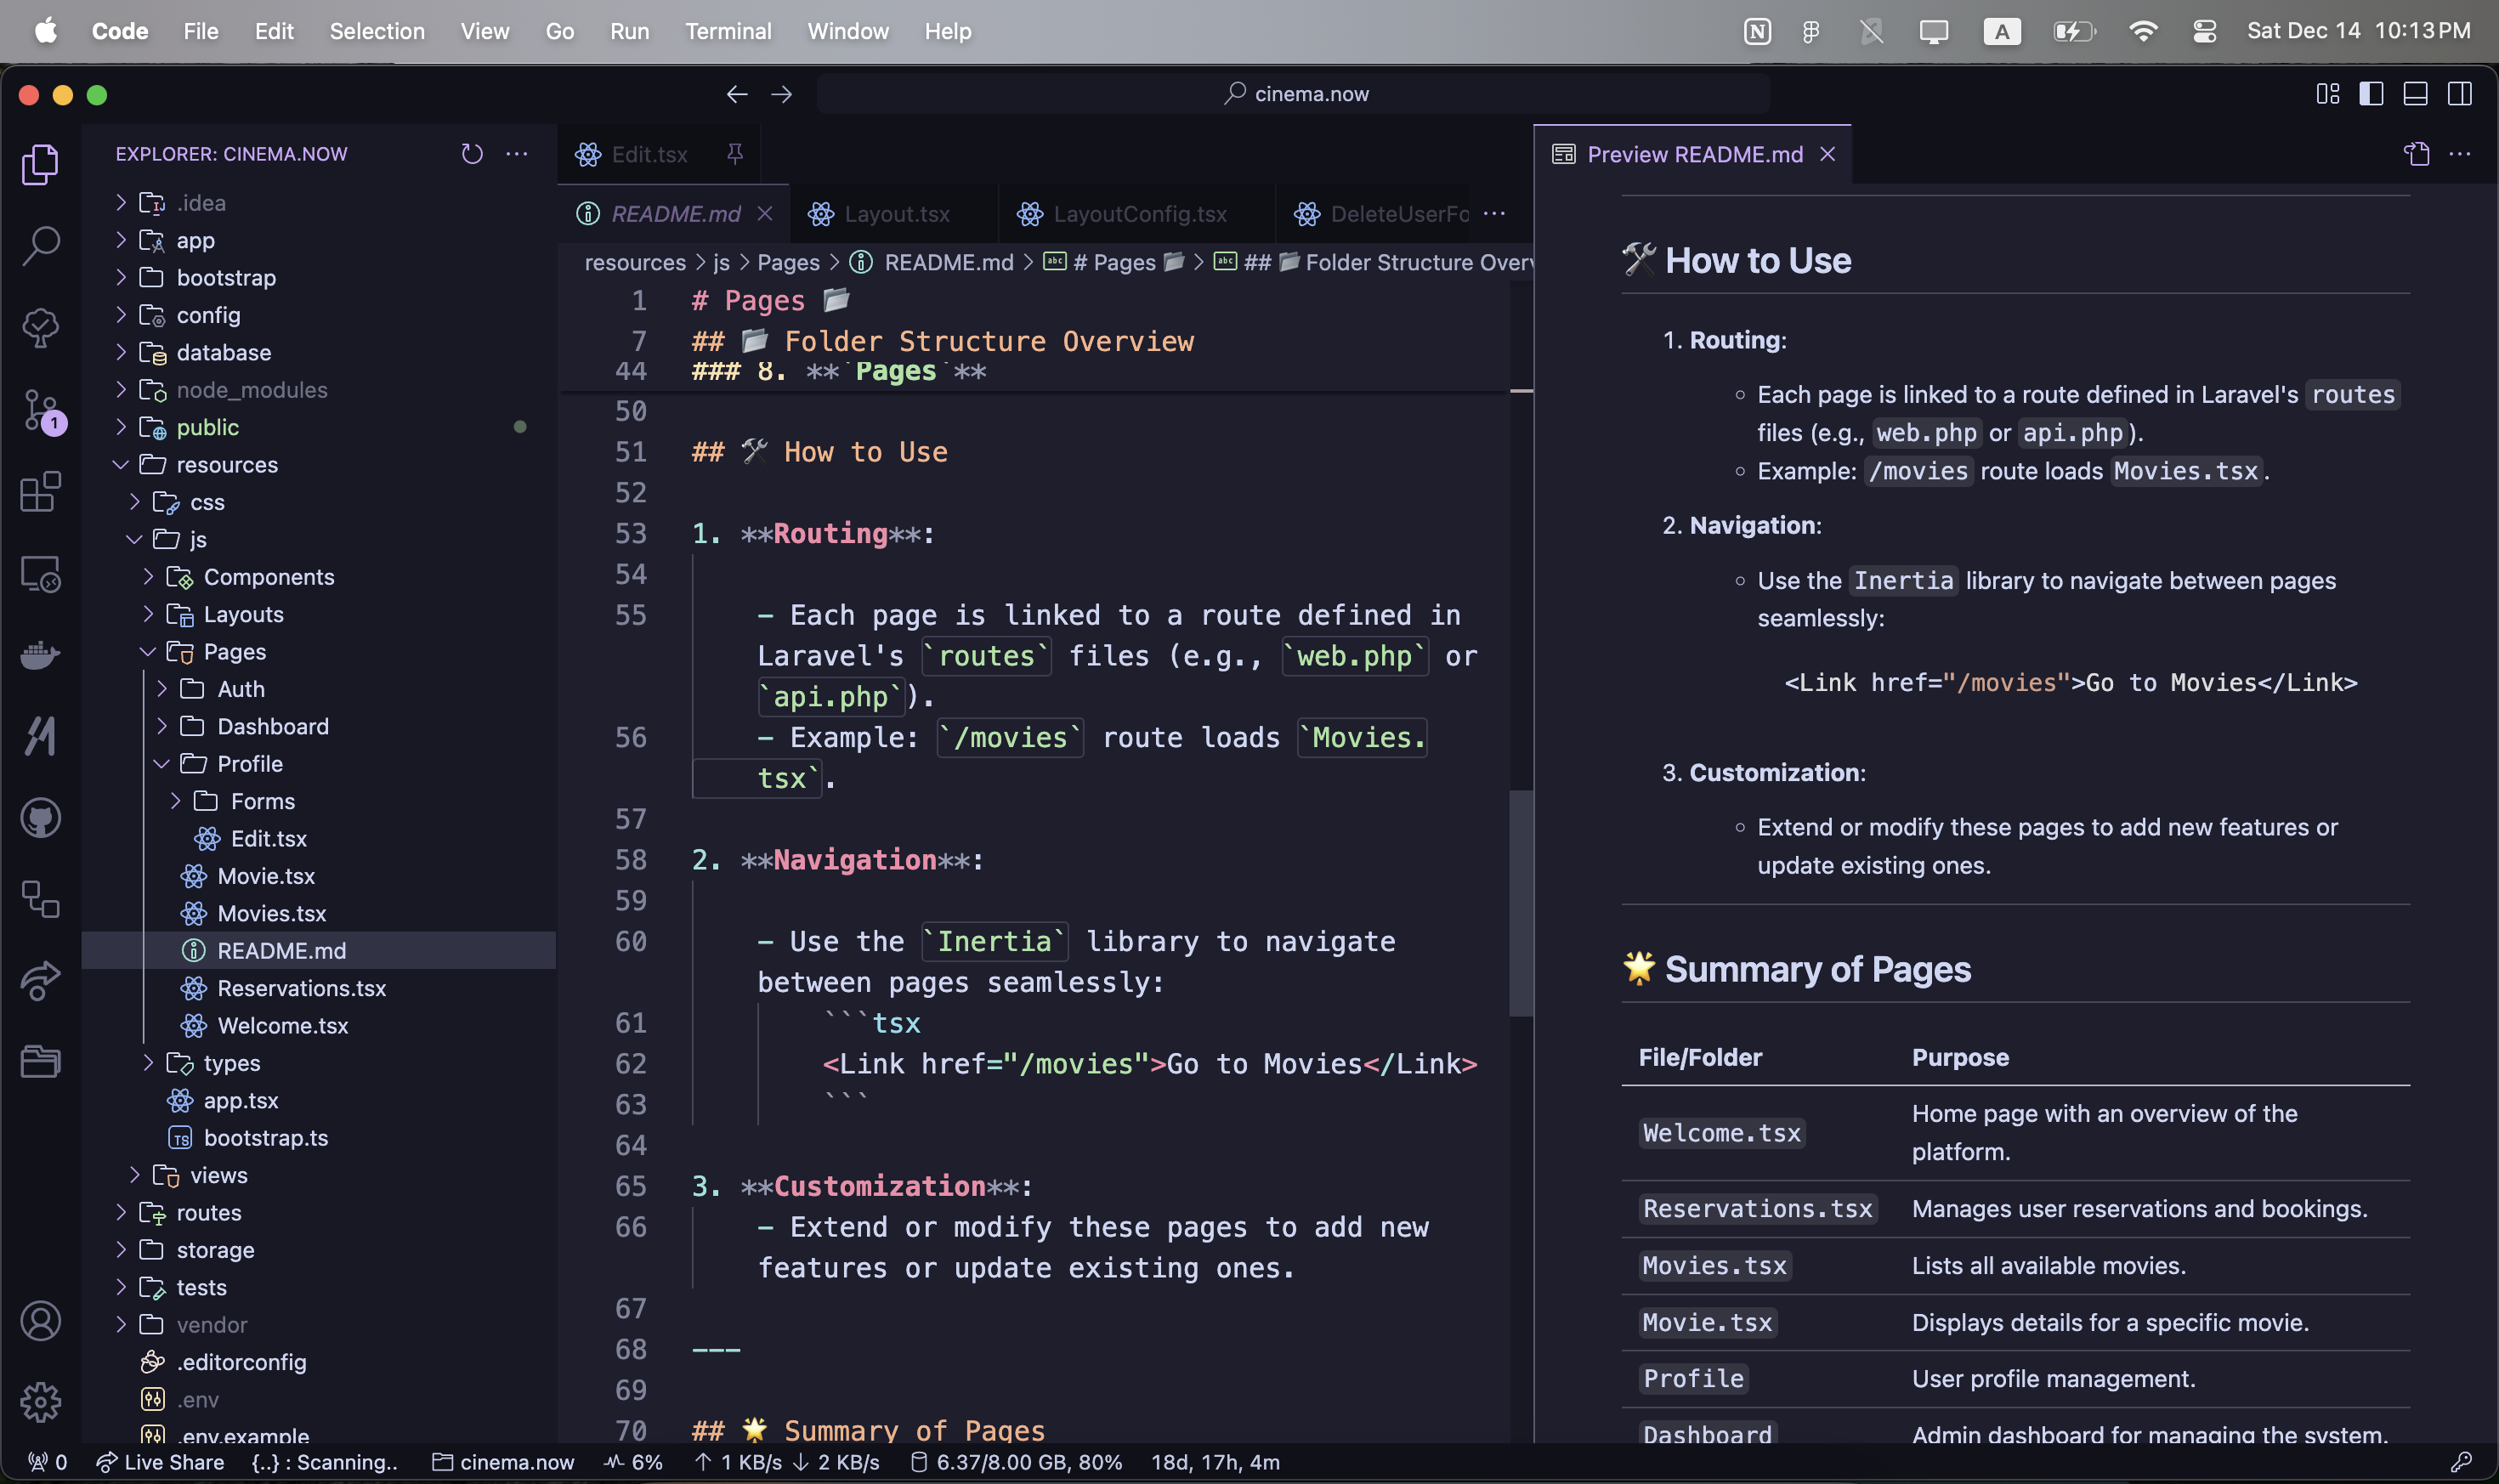 Code File Edit Selection View Go Run Terminal Window Help
A
Sat Dec 14 10:13 PM
cinema.now
EXPLORER: CINEMA.NOW
.idea
app
bootstrap
config
database
node_modules
public
resources
css
js
Components
Layouts
Pages
Auth
Dashboard
Profile
Forms
Edit.tsx
Movie.tsx
Movies.tsx
README.md
Reservations.tsx
Welcome.tsx
types
app.tsx
TS bootstrap.ts
views
routes
storage
tests
vendor
.editorconfig
.env
.env.example
1
Edit.tsx
README.md Layout.tsx LayoutConfig.tsx DeleteUserFo
resources > js > Pages > README.md > abc # Pages 📂 > abc ## 📂 Folder Structure Overv
1 # Pages 📂
7 ## 📂 Folder Structure Overview
44 ### 8. **`Pages`**
50
51 ## 🛠 How to Use
52
53 1. **Routing**:
54
55 - Each page is linked to a route defined in
Laravel's `routes` files (e.g., `web.php` or
`api.php`).
56 - Example: `/movies` route loads `Movies.
tsx`.
57
58 2. **Navigation**:
59
60 - Use the `Inertia` library to navigate
between pages seamlessly:
61 ```tsx
62 <Link href="/movies">Go to Movies</Link>
63 ```
64
65 3. **Customization**:
66 - Extend or modify these pages to add new
features or update existing ones.
67
68 ---
69
70 ## 🌟 Summary of Pages
Preview README.md
🛠 How to Use
1. Routing:
Each page is linked to a route defined in Laravel's routes
files (e.g., web.php or api.php).
Example: /movies route loads Movies.tsx.
2. Navigation:
Use the Inertia library to navigate between pages
seamlessly:
<Link href="/movies">Go to Movies</Link>
3. Customization:
Extend or modify these pages to add new features or
update existing ones.
🌟 Summary of Pages
File/Folder Purpose
Welcome.tsx Home page with an overview of the
platform.
Reservations.tsx Manages user reservations and bookings.
Movies.tsx Lists all available movies.
Movie.tsx Displays details for a specific movie.
Profile User profile management.
Dashboard Admin dashboard for managing the system.
0 Live Share {..} : Scanning.. cinema.now 6% ↑ 1 KB/s ↓ 2 KB/s 6.37/8.00 GB, 80% 18d, 17h, 4m